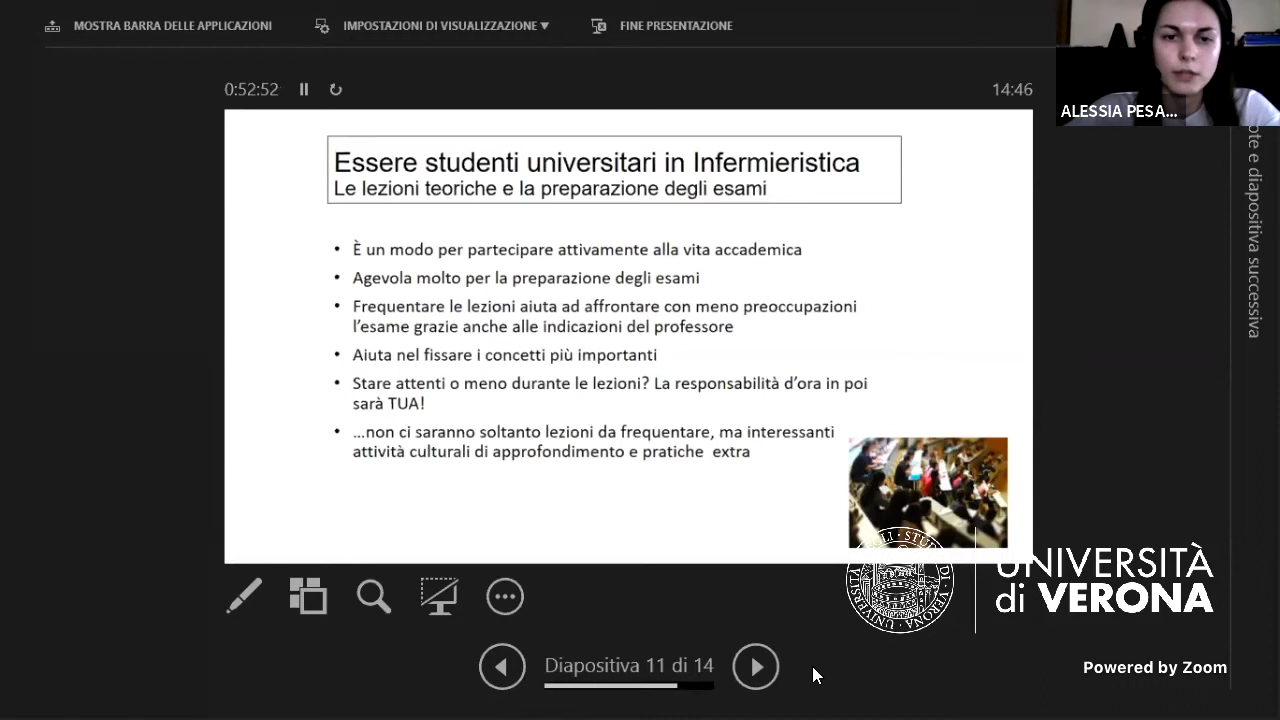 MOSTRA BARRA DELLE APPLICAZIONI
IMPOSTAZIONI DI VISUALIZZAZIONE ▼
FINE PRESENTAZIONE
ALESSIA PESA...
0:52:52
14:46
ote e diapositiva successiva
Essere studenti universitari in Infermieristica
Le lezioni teoriche e la preparazione degli esami
• È un modo per partecipare attivamente alla vita accademica
• Agevola molto per la preparazione degli esami
• Frequentare le lezioni aiuta ad affrontare con meno preoccupazioni
l’esame grazie anche alle indicazioni del professore
• Aiuta nel fissare i concetti più importanti
• Stare attenti o meno durante le lezioni? La responsabilità d’ora in poi
sarà TUA!
• …non ci saranno soltanto lezioni da frequentare, ma interessanti
attività culturali di approfondimento e pratiche  extra
UNIVERSITÀ
di VERONA
Diapositiva 11 di 14
Powered by Zoom